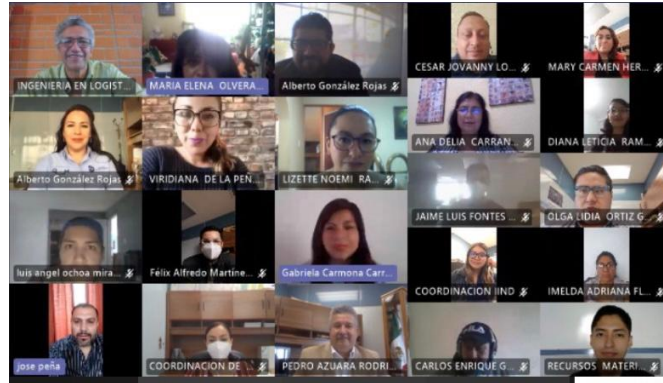 INGENIERIA EN LOGIST...
MARIA ELENA OLVERA...
Alberto González Rojas
CESAR JOVANNY LO...
MARY CARMEN HER...
Alberto González Rojas
VIRIDIANA DE LA PEÑ...
LIZETTE NOEMI RA...
ANA DELIA CARRAN...
DIANA LETICIA RAM...
JAIME LUIS FONTES...
OLGA LIDIA ORTIZ G...
luis angel ochoa mira...
Félix Alfredo Martíne...
Gabriela Carmona Carr...
COORDINACION IIND
IMELDA ADRIANA FL...
jose peña
COORDINACION DE
PEDRO AZUARA RODRI...
CARLOS ENRIQUE G...
RECURSOS MATERI...
FILA